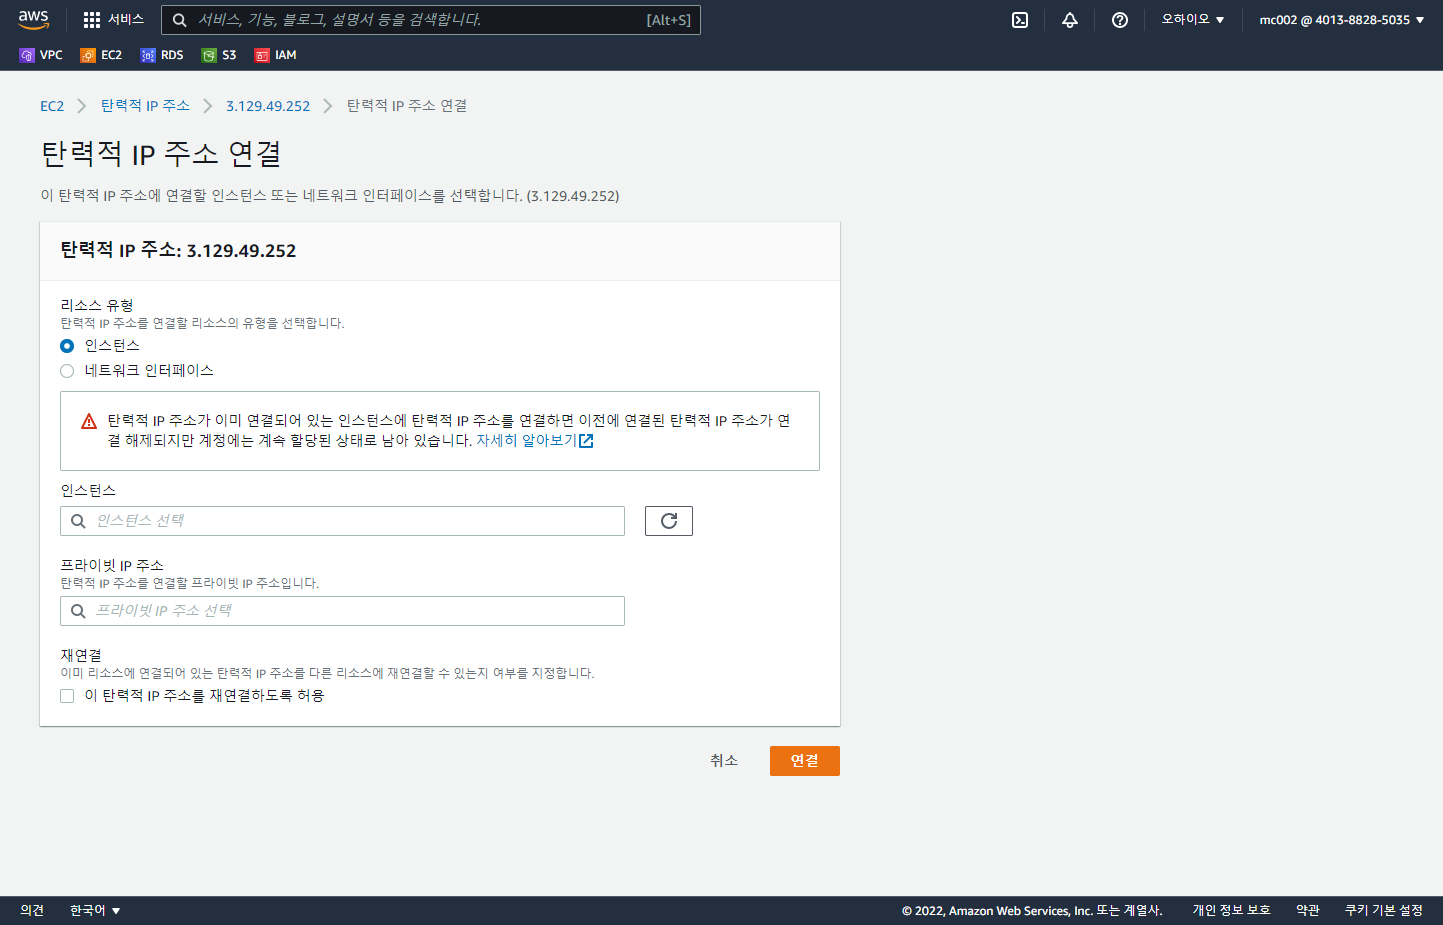 aws
서비스
서비스, 기능, 블로그, 설명서 등을 검색합니다.
[Alt+S]
오하이오
mc002 @ 4013-8828-5035
VPC
EC2
RDS
S3
IAM
EC2
탄력적 IP 주소
3.129.49.252
탄력적 IP 주소 연결
탄력적 IP 주소 연결
이 탄력적 IP 주소에 연결할 인스턴스 또는 네트워크 인터페이스를 선택합니다. (3.129.49.252)
탄력적 IP 주소: 3.129.49.252
리소스 유형
탄력적 IP 주소를 연결할 리소스의 유형을 선택합니다.
인스턴스
네트워크 인터페이스
탄력적 IP 주소가 이미 연결되어 있는 인스턴스에 탄력적 IP 주소를 연결하면 이전에 연결된 탄력적 IP 주소가 연
결 해제되지만 계정에는 계속 할당된 상태로 남아 있습니다. 자세히 알아보기
인스턴스
인스턴스 선택
프라이빗 IP 주소
탄력적 IP 주소를 연결할 프라이빗 IP 주소입니다.
프라이빗 IP 주소 선택
재연결
이미 리소스에 연결되어 있는 탄력적 IP 주소를 다른 리소스에 재연결할 수 있는지 여부를 지정합니다.
이 탄력적 IP 주소를 재연결하도록 허용
취소
연결
의견
한국어
© 2022, Amazon Web Services, Inc. 또는 계열사.
개인 정보 보호
약관
쿠키 기본 설정